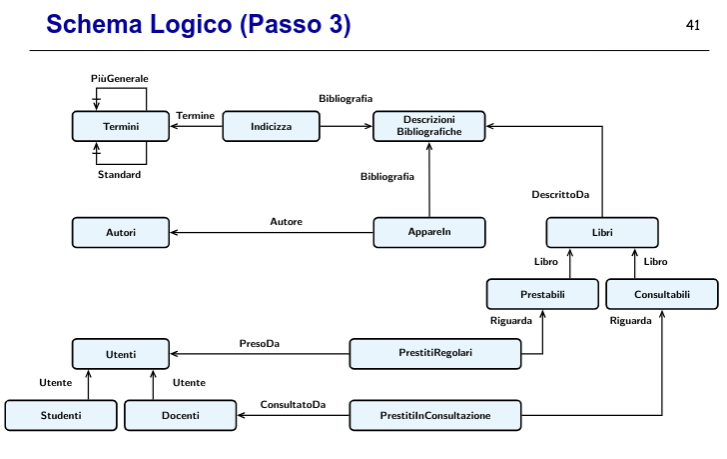 Schema Logico (Passo 3)
41
PiùGenerale
Bibliografia
Termine
Termini
Indicizza
Descrizioni
Bibliografiche
Standard
Bibliografia
DescrittoDa
Autore
Autori
AppareIn
Libri
Libro
Libro
Prestabili
Consultabili
Riguarda
Riguarda
PresoDa
Utenti
PrestitiRegolari
Utente
Utente
ConsultatoDa
Studenti
Docenti
PrestitiInConsultazione